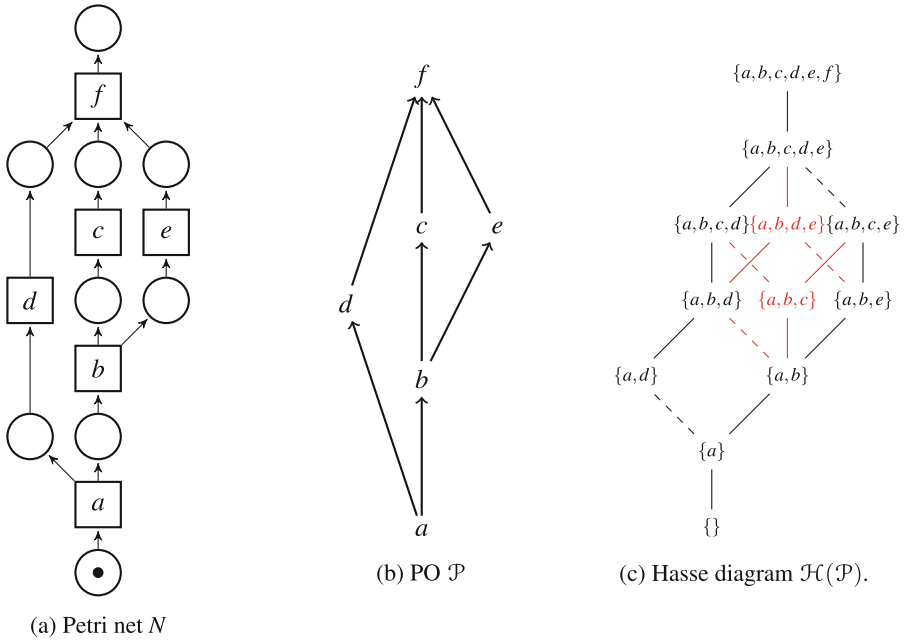 f
c
e
d
b
a
(a) Petri net N
f
c
e
d
b
a
(b) PO 𝒫
{a,b,c,d,e,f}
{a,b,c,d,e}
{a,b,c,d} {a,b,d,e} {a,b,c,e}
{a,b,d} {a,b,c} {a,b,e}
{a,d} {a,b}
{a}
{}
(c) Hasse diagram ℋ(𝒫).